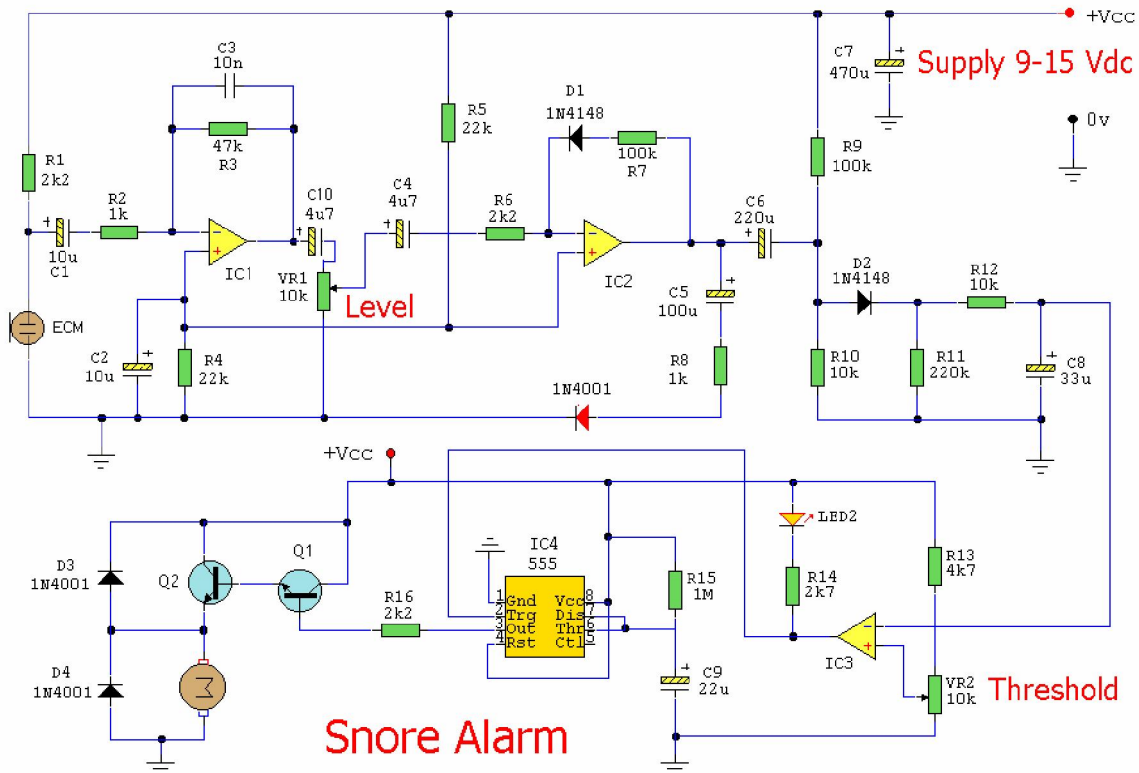 +Vcc
Supply 9-15 Vdc
0v
C3
10n
47k
R3
R1
2k2
R2
1k
10u
C1
IC1
C10
4u7
VR1
10k
Level
ECM
C2
10u
R4
22k
C4
4u7
R5
22k
R6
2k2
D1
1N4148
100k
R7
IC2
C6
220u
C5
100u
R8
1k
1N4001
C7
470u
R9
100k
D2
1N4148
R12
10k
R10
10k
R11
220k
C8
33u
+Vcc
D3
1N4001
Q2
Q1
D4
1N4001
M
R16
2k2
IC4
555
1 Gnd Vcc 8
2 Trg Dis 7
3 Out Thr 6
4 Rst Ctl 5
R15
1M
C9
22u
LED2
R14
2k7
R13
4k7
IC3
VR2
10k
Threshold
Snore Alarm